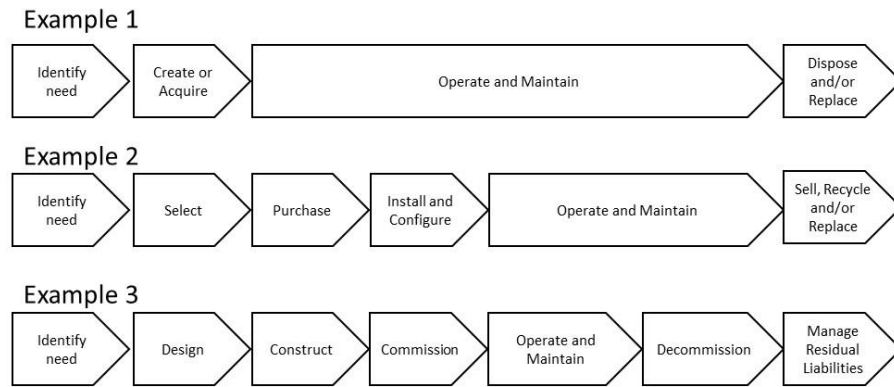 Example 1
Identify
need
Create or
Acquire
Operate and Maintain
Dispose
and/or
Replace
Example 2
Identify
need
Select
Purchase
Install and
Configure
Operate and Maintain
Sell, Recycle
and/or
Replace
Example 3
Identify
need
Design
Construct
Commission
Operate and
Maintain
Decommission
Manage
Residual
Liabilities